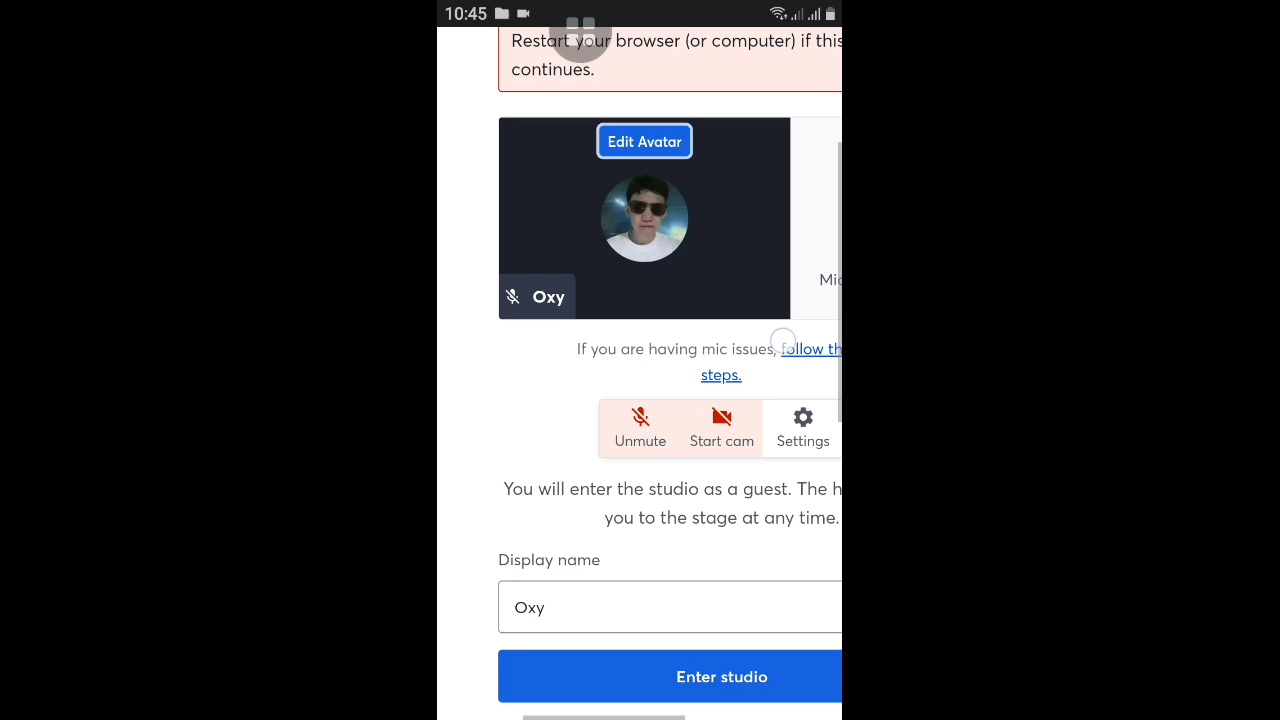 10:45
Restart your browser (or computer) if this
continues.
Edit Avatar
Oxy
If you are having mic issues, follow th
steps.
Unmute
Start cam
Settings
You will enter the studio as a guest. The h
you to the stage at any time.
Display name
Oxy
Enter studio